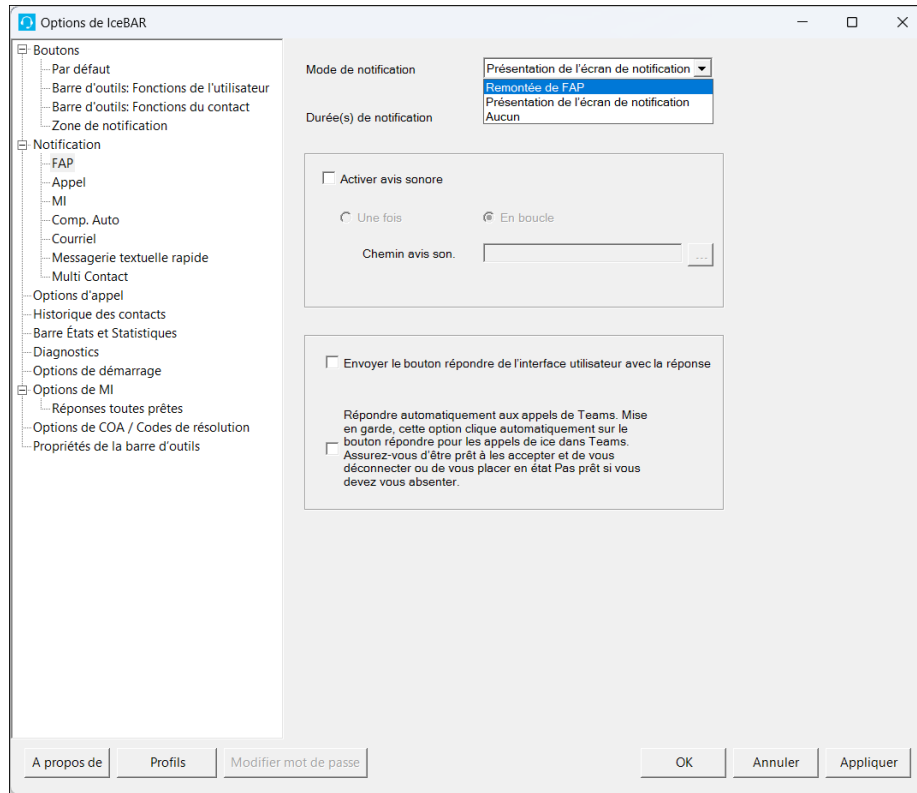 Options de IceBAR
Boutons
Par défaut
Barre d'outils: Fonctions de l'utilisateur
Barre d'outils: Fonctions du contact
Zone de notification
Notification
FAP
Appel
MI
Comp. Auto
Courriel
Messagerie textuelle rapide
Multi Contact
Options d'appel
Historique des contacts
Barre États et Statistiques
Diagnostics
Options de démarrage
Options de MI
Réponses toutes prêtes
Options de COA / Codes de résolution
Propriétés de la barre d’outils
Mode de notification
Présentation de l'écran de notification
Remontée de FAP
Présentation de l'écran de notification
Aucun
Durée(s) de notification
Activer avis sonore
Une fois
En boucle
Chemin avis son.
...
Envoyer le bouton répondre de l’interface utilisateur avec la réponse
Répondre automatiquement aux appels de Teams. Mise
en garde, cette option clique automatiquement sur le
bouton répondre pour les appels de ice dans Teams.
Assurez-vous d’être prêt à les accepter et de vous
déconnecter ou de vous placer en état Pas prêt si vous
devez vous absenter.
A propos de
Profils
Modifier mot de passe
OK
Annuler
Appliquer